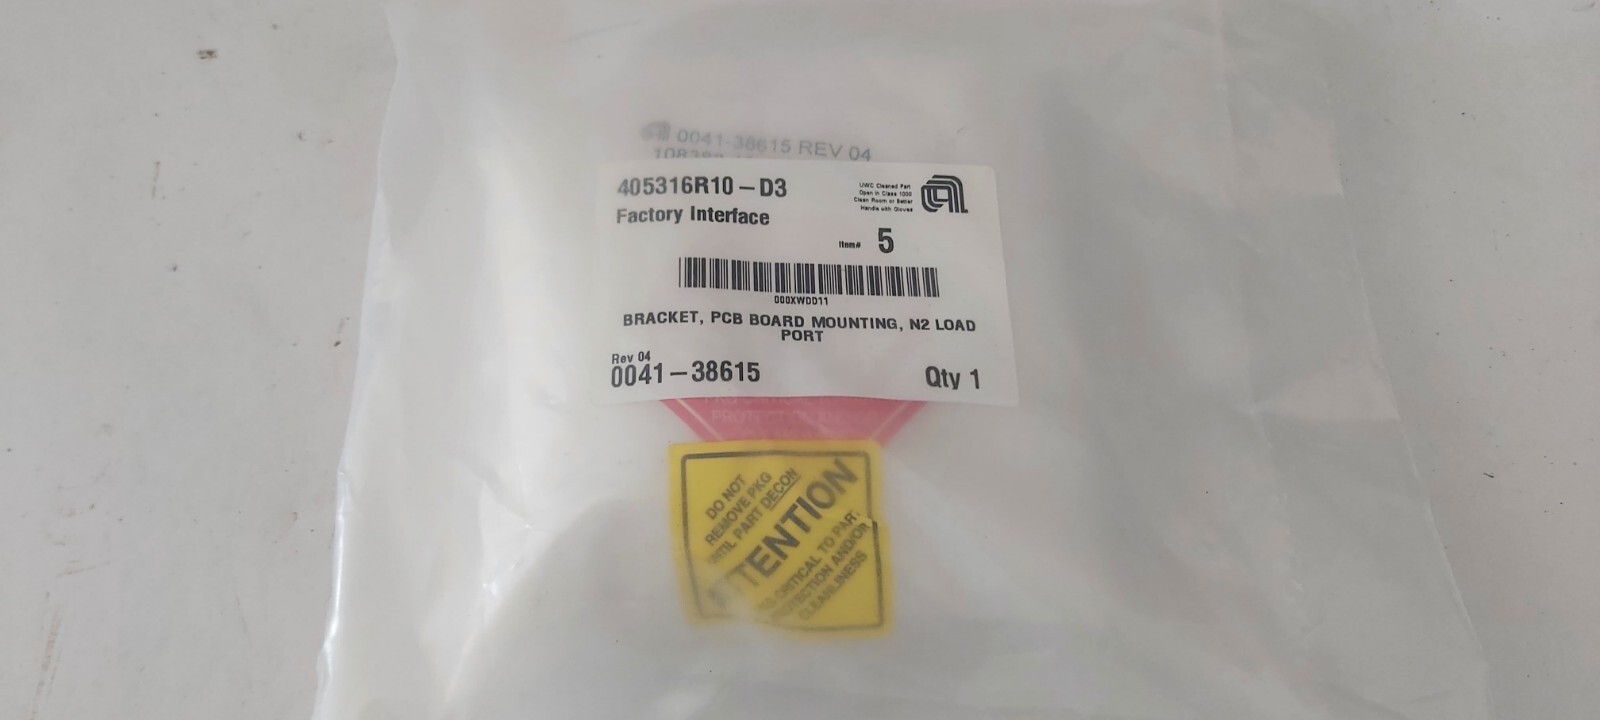 0041-38615 REV 04
405316R10-D3
UWC Cleaned Part
Open in Class 1000
Clean Room or Better
Handle with Gloves
Factory Interface
Item# 5
000XWDD11
BRACKET, PCB BOARD MOUNTING, N2 LOAD
PORT
Rev 04
0041-38615
Qty 1
DO NOT
REMOVE PKG
UNTIL PART DECON
ATTENTION
CRITICAL TO PART
PROTECTION AND/OR
CLEANLINESS